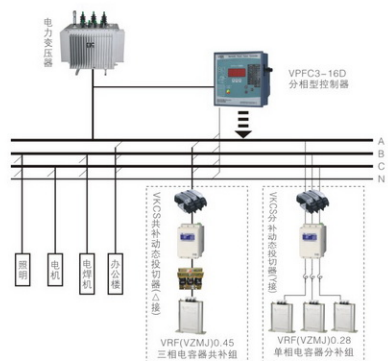 电力变压器
VPFC3-16D
分相型控制器
A
B
C
N
照明
电机
电焊机
办公楼
VKCS共补动态投切器(△接)
VRF(VZMJ)0.45
三相电容器共补组
VKCS分补动态投切器(Y接)
VRF(VZMJ)0.28
单相电容器分补组